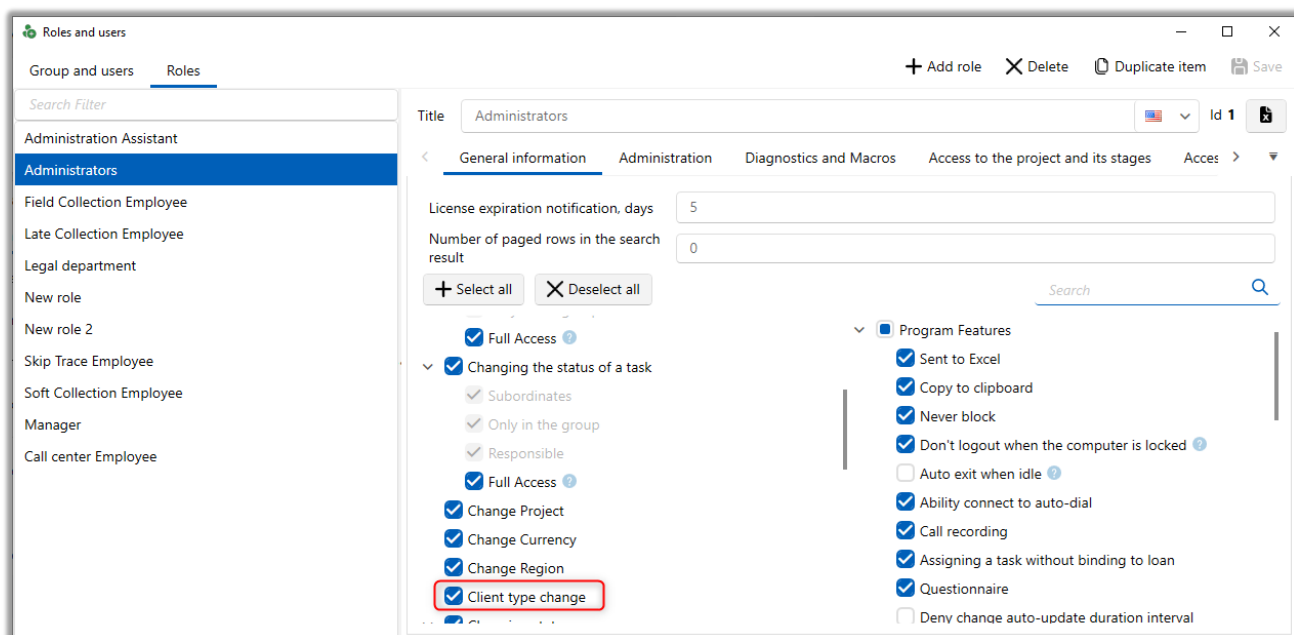 Roles and users
Group and users Roles
Add role Delete Duplicate item Save
Search Filter
Administration Assistant
Administrators
Field Collection Employee
Late Collection Employee
Legal department
New role
New role 2
Skip Trace Employee
Soft Collection Employee
Manager
Call center Employee
Title Administrators Id 1
General information Administration Diagnostics and Macros Access to the project and its stages Acces
License expiration notification, days 5
Number of paged rows in the search
result 0
Select all Deselect all Search
Full Access ?
Changing the status of a task
Subordinates
Only in the group
Responsible
Full Access ?
Change Project
Change Currency
Change Region
Client type change
Program Features
Sent to Excel
Copy to clipboard
Never block
Don't logout when the computer is locked ?
Auto exit when idle ?
Ability connect to auto-dial
Call recording
Assigning a task without binding to loan
Questionnaire
Deny change auto-update duration interval